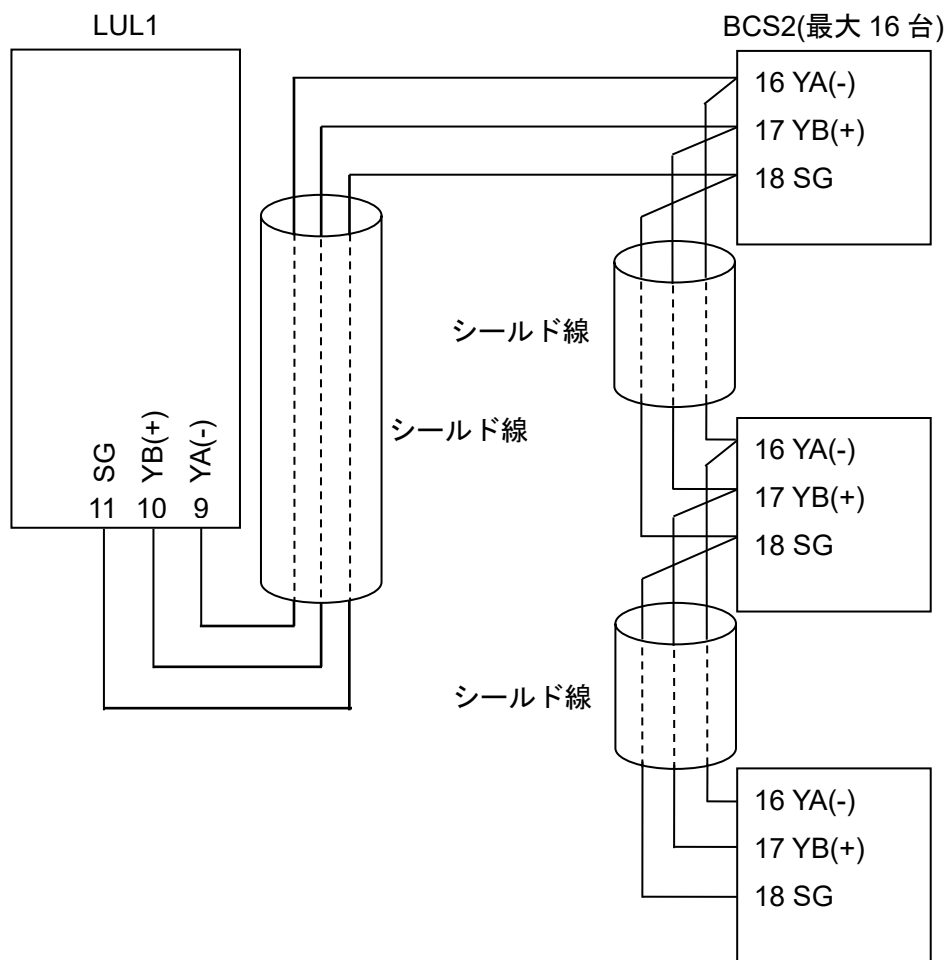 LUL1
BCS2(最大 16 台)
16 YA(-)
17 YB(+)
18 SG
シールド線
シールド線
SG
YB(+)
YA(-)
11
10
9
16 YA(-)
17 YB(+)
18 SG
シールド線
16 YA(-)
17 YB(+)
18 SG